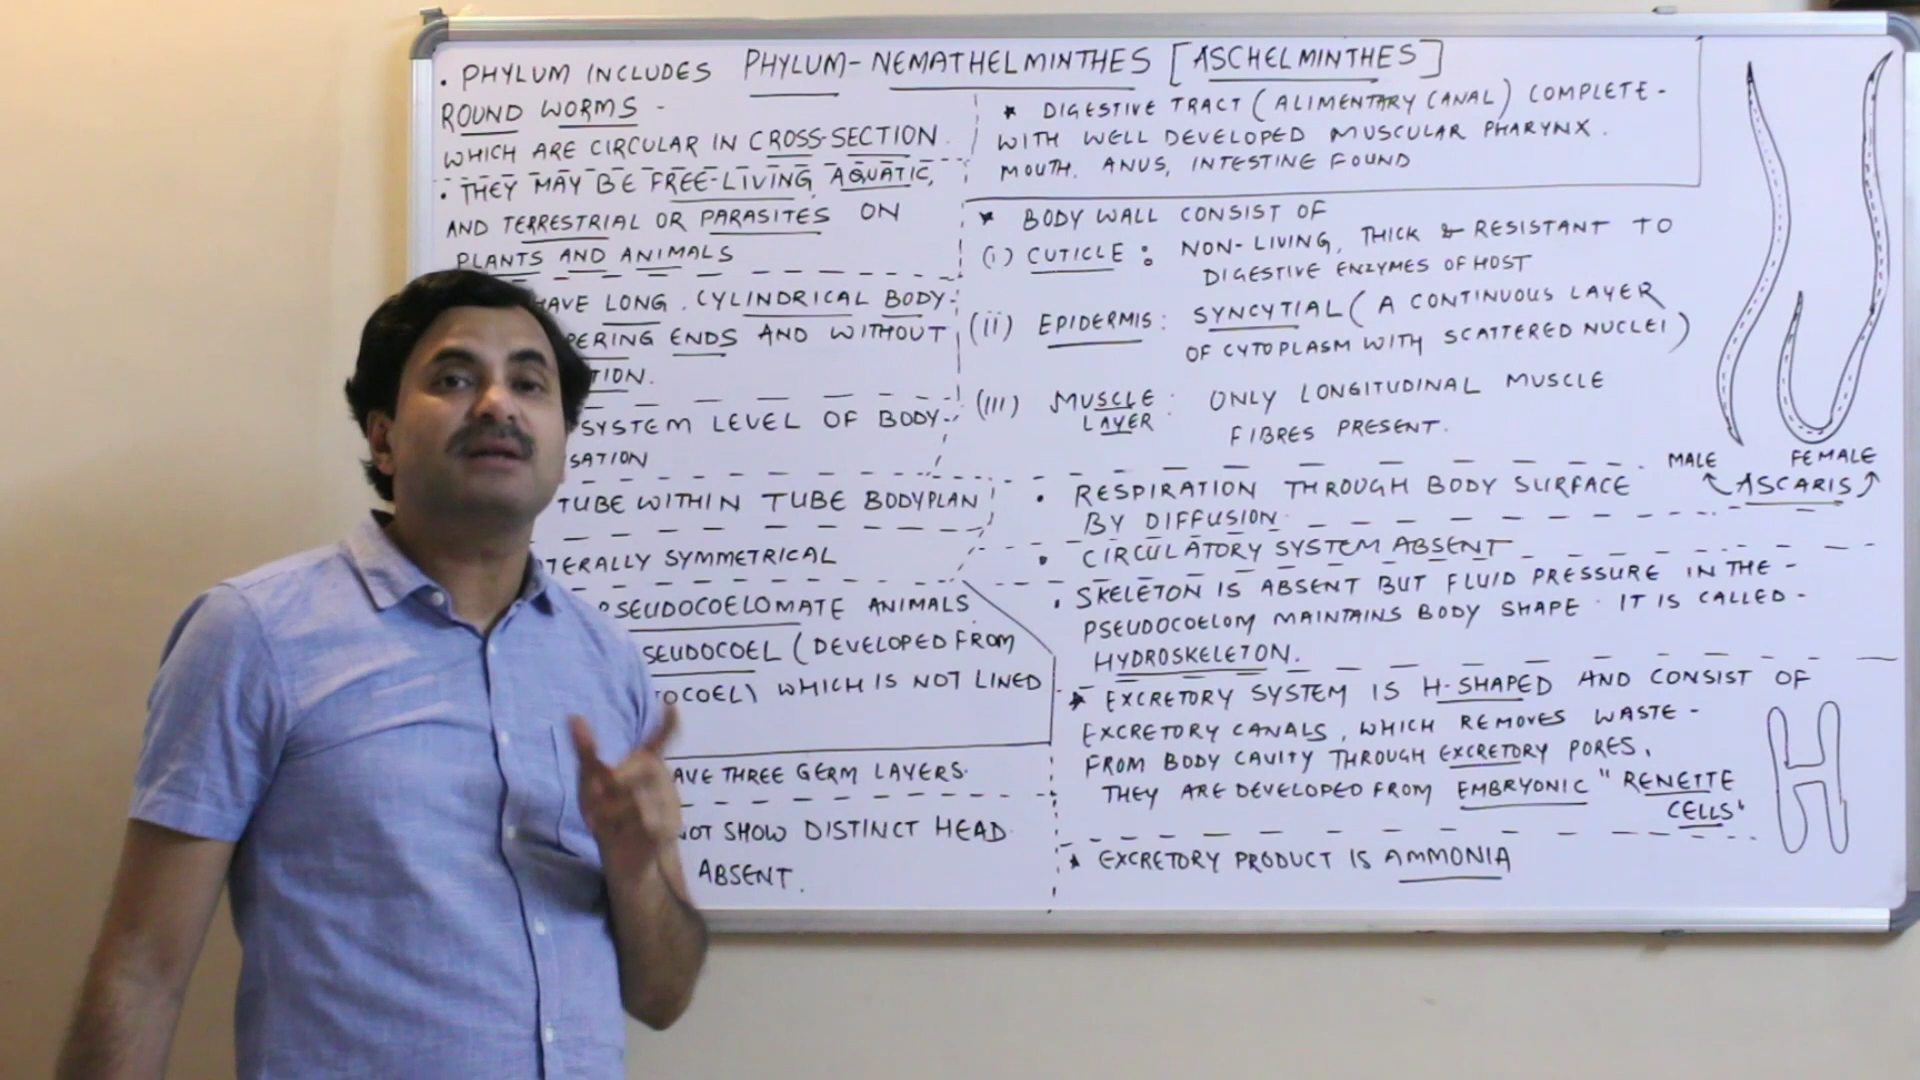 PHYLUM-NEMATHELMINTHES [ASCHELMINTHES]
. PHYLUM INCLUDES
ROUND WORMS -
WHICH ARE CIRCULAR IN CROSS-SECTION
. THEY MAY BE FREE-LIVING, AQUATIC,
AND TERRESTRIAL OR PARASITES ON
PLANTS AND ANIMALS
HAVE LONG, CYLINDRICAL BODY
ENDS AND WITHOUT
SYSTEM LEVEL OF BODY
TUBE WITHIN TUBE BODYPLAN
SYMMETRICAL
PSEUDOCOELOMATE ANIMALS
(DEVELOPED FROM
WHICH IS NOT LINED
THREE GERM LAYERS.
NOT SHOW DISTINCT HEAD
ABSENT.
* DIGESTIVE TRACT (ALIMENTARY CANAL) COMPLETE-
WITH WELL DEVELOPED MUSCULAR PHARYNX.
MOUTH, ANUS, INTESTINE FOUND
* BODY WALL CONSIST OF
(i) CUTICLE : NON-LIVING, THICK & RESISTANT TO
DIGESTIVE ENZYMES OF HOST
(ii) EPIDERMIS: SYNCYTIAL (A CONTINUOUS LAYER
OF CYTOPLASM WITH SCATTERED NUCLEI)
(iii) MUSCLE LAYER : ONLY LONGITUDINAL MUSCLE
FIBRES PRESENT.
. RESPIRATION THROUGH BODY SURFACE
BY DIFFUSION
. CIRCULATORY SYSTEM ABSENT
. SKELETON IS ABSENT BUT FLUID PRESSURE IN THE -
PSEUDOCOELOM MAINTAINS BODY SHAPE. IT IS CALLED -
HYDROSKELETON.
* EXCRETORY SYSTEM IS H-SHAPED AND CONSIST OF
EXCRETORY CANALS, WHICH REMOVES WASTE -
FROM BODY CAVITY THROUGH EXCRETORY PORES.
THEY ARE DEVELOPED FROM EMBRYONIC "RENETTE
CELLS"
* EXCRETORY PRODUCT IS AMMONIA
MALE FEMALE
ASCARIS